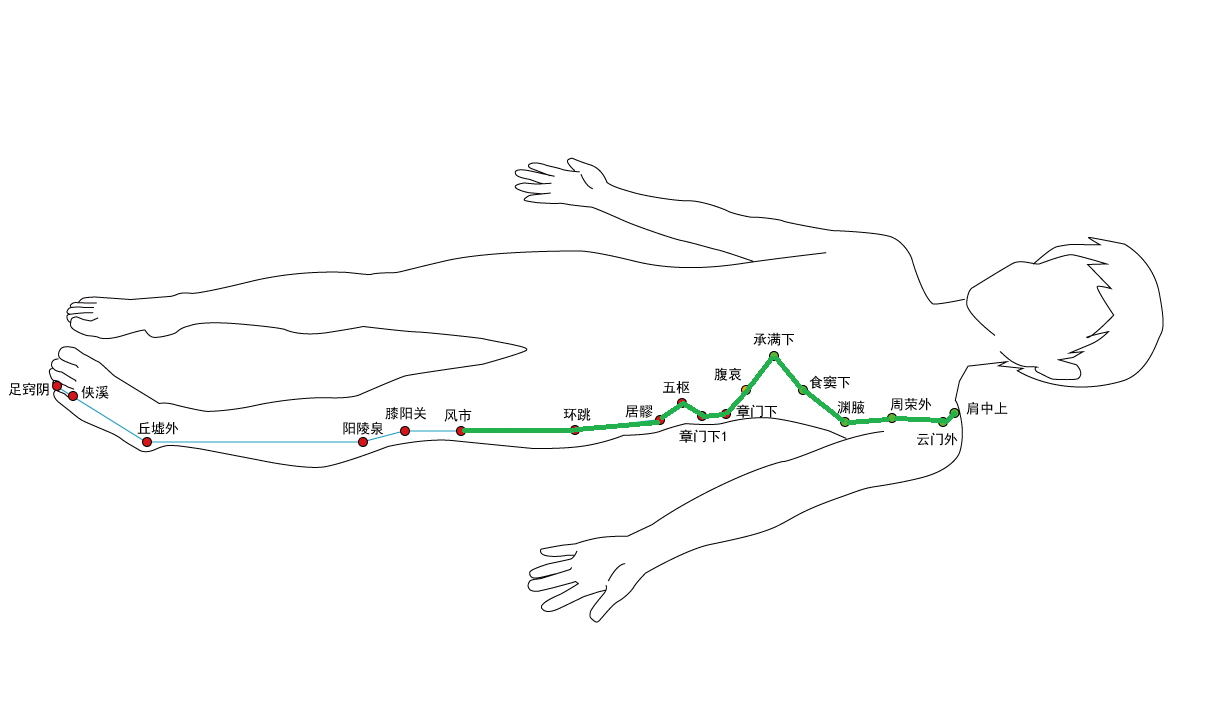 承满下
腹哀
食窦下
五枢
足窍阴
侠溪
丘墟外
阳陵泉
膝阳关
风市
环跳
居髎
章门下
章门下1
渊腋
周荣外
肩中上
云门外